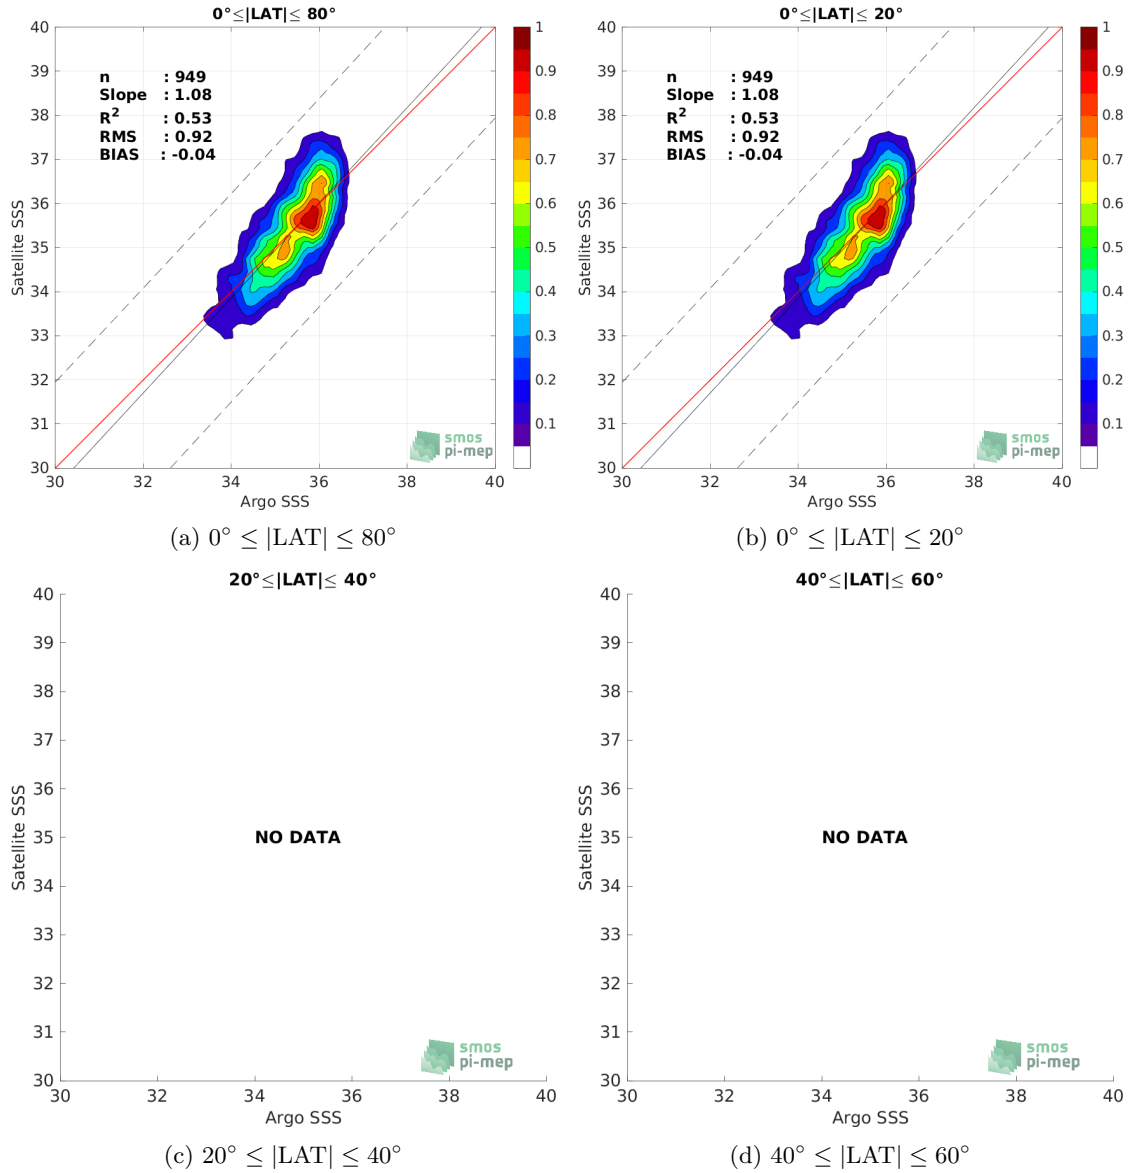 0°≤|LAT|≤ 80°
40
39
38
37
36
35
34
33
32
31
30
Satellite SSS
n : 949
Slope : 1.08
R² : 0.53
RMS : 0.92
BIAS : -0.04
smos
pi-mep
30 32 34 36 38 40
Argo SSS
1
0.9
0.8
0.7
0.6
0.5
0.4
0.3
0.2
0.1
(a) 0° ≤ |LAT| ≤ 80°
0°≤|LAT|≤ 20°
40
39
38
37
36
35
34
33
32
31
30
Satellite SSS
n : 949
Slope : 1.08
R² : 0.53
RMS : 0.92
BIAS : -0.04
smos
pi-mep
30 32 34 36 38 40
Argo SSS
1
0.9
0.8
0.7
0.6
0.5
0.4
0.3
0.2
0.1
(b) 0° ≤ |LAT| ≤ 20°
20°≤|LAT|≤ 40°
40
39
38
37
36
35
34
33
32
31
30
Satellite SSS
NO DATA
smos
pi-mep
30 32 34 36 38 40
Argo SSS
(c) 20° ≤ |LAT| ≤ 40°
40°≤|LAT|≤ 60°
40
39
38
37
36
35
34
33
32
31
30
Satellite SSS
NO DATA
smos
pi-mep
30 32 34 36 38 40
Argo SSS
(d) 40° ≤ |LAT| ≤ 60°